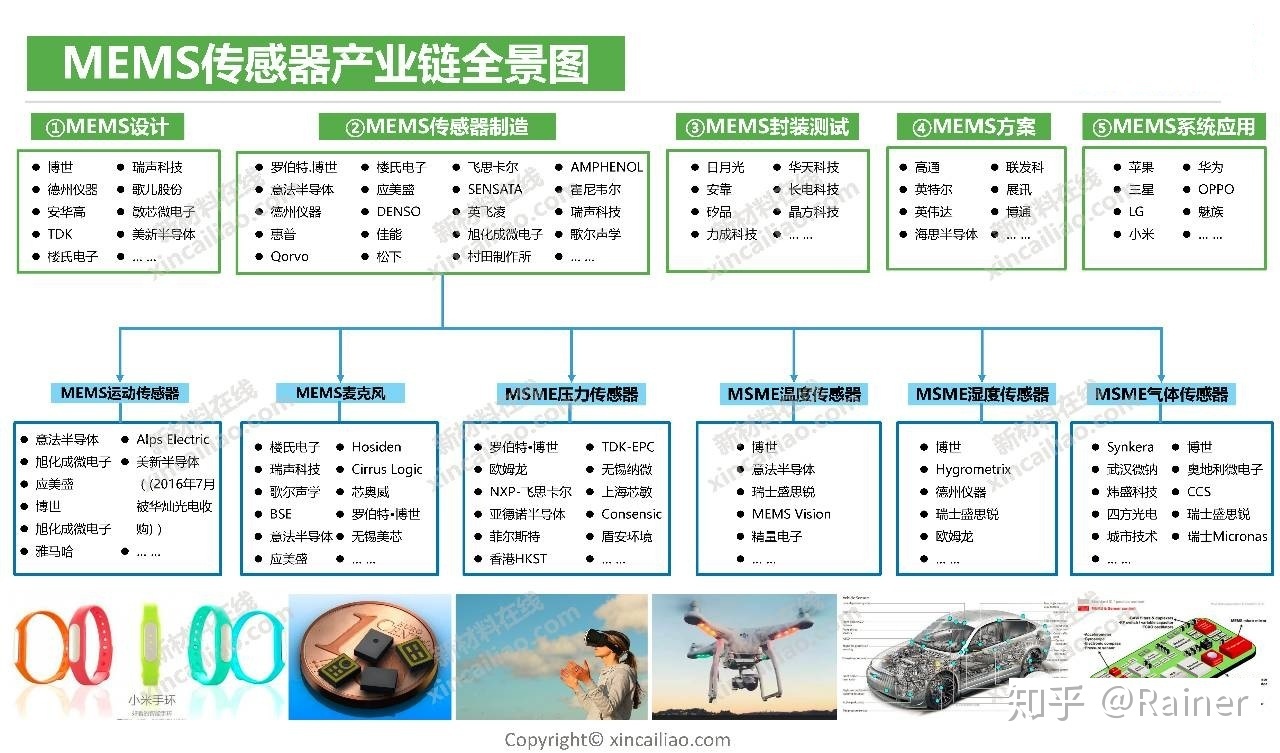 MEMS传感器产业链全景图
①MEMS设计
博世
德州仪器
安华高
TDK
楼氏电子
瑞声科技
歌儿股份
敏芯微电子
美新半导体
... ...
②MEMS传感器制造
罗伯特.博世
意法半导体
德州仪器
惠普
Qorvo
楼氏电子
应美盛
DENSO
佳能
松下
飞思卡尔
SENSATA
英飞凌
旭化成微电子
村田制作所
AMPHENOL
霍尼韦尔
瑞声科技
歌尔声学
... ...
③MEMS封装测试
日月光
安靠
矽品
力成科技
华天科技
长电科技
晶方科技
... ...
④MEMS方案
高通
英特尔
英伟达
海思半导体
联发科
展讯
博通
... ...
⑤MEMS系统应用
苹果
三星
LG
小米
华为
OPPO
魅族
... ...
MEMS运动传感器
意法半导体
旭化成微电子
应美盛
博世
旭化成微电子
雅马哈
Alps Electric
美新半导体
((2016年7月
被华灿光电收
购))
... ...
MEMS麦克风
楼氏电子
瑞声科技
歌尔声学
BSE
意法半导体
应美盛
Hosiden
Cirrus Logic
芯奥威
罗伯特•博世
无锡美芯
... ...
MSME压力传感器
罗伯特•博世
欧姆龙
NXP-飞思卡尔
亚德诺半导体
菲尔斯特
香港HKST
TDK-EPC
无锡纳微
上海芯敏
Consensic
盾安环境
... ...
MSME温度传感器
博世
意法半导体
瑞士盛思锐
MEMS Vision
精量电子
... ...
MSME湿度传感器
博世
Hygrometrix
德州仪器
瑞士盛思锐
欧姆龙
... ...
MSME气体传感器
Synkera
武汉微钠
炜盛科技
四方光电
城市技术
... ...
博世
奥地利微电子
CCS
瑞士盛思锐
瑞士Micronas
小米手环
知乎 @Rainer
Copyright© xincailiao.com
新材料在线
xincailiao.com